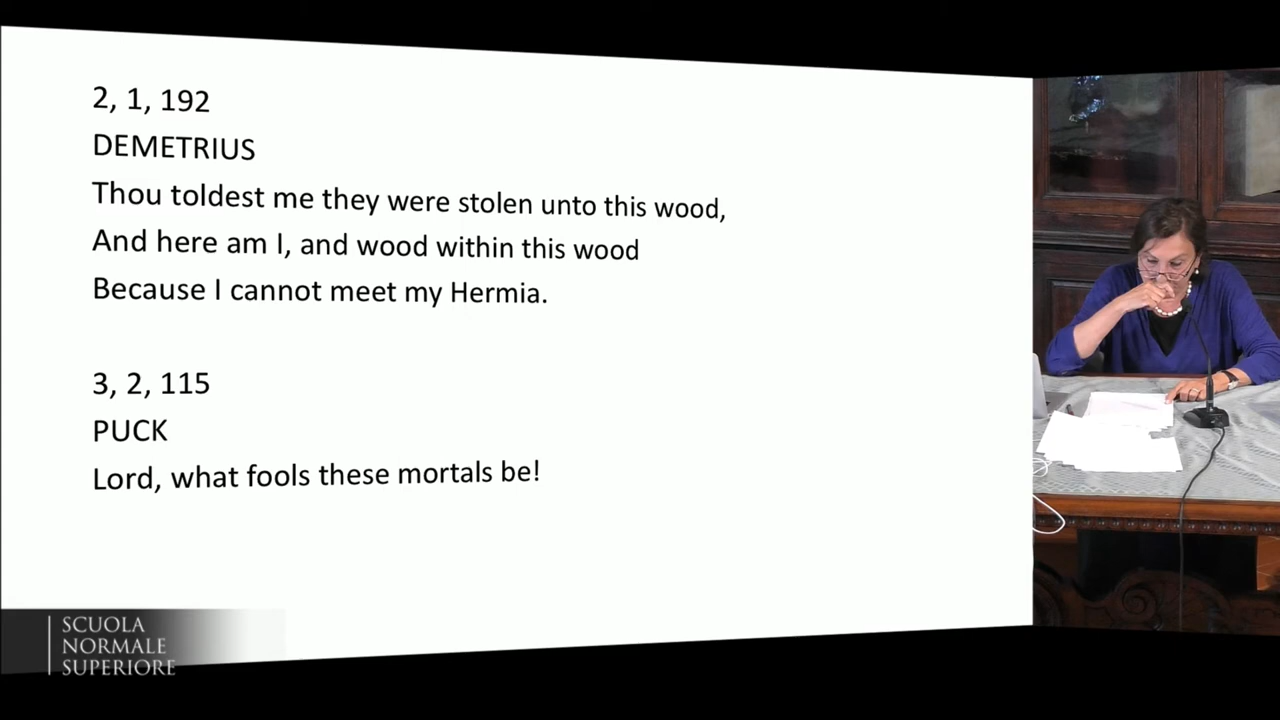 2, 1, 192
DEMETRIUS
Thou toldest me they were stolen unto this wood,
And here am I, and wood within this wood
Because I cannot meet my Hermia.
3, 2, 115
PUCK
Lord, what fools these mortals be!
SCUOLA
NORMALE
SUPERIORE